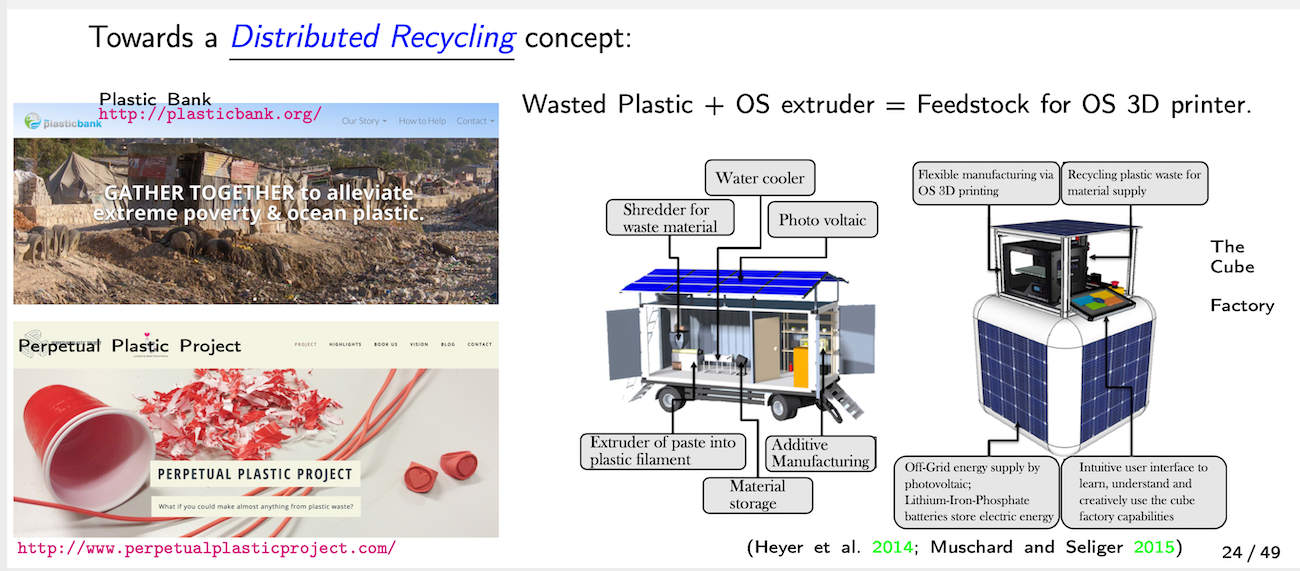 Towards a Distributed Recycling concept:
Plastic Bank
http://plasticbank.org/
plasticbank
Our Story
How to Help
Contact
GATHER TOGETHER to alleviate
extreme poverty & ocean plastic.
Perpetual Plastic Project
PROJECT
HIGHLIGHTS
BOOK US
VISION
BLOG
CONTACT
PERPETUAL PLASTIC PROJECT
What if you could make almost anything from plastic waste?
http://www.perpetualplasticproject.com/
Wasted Plastic + OS extruder = Feedstock for OS 3D printer.
Water cooler
Shredder for
waste material
Photo voltaic
Extruder of paste into
plastic filament
Additive
Manufacturing
Material
storage
Flexible manufacturing via
OS 3D printing
Recycling plastic waste for
material supply
The
Cube
Factory
Off-Grid energy supply by
photovoltaic;
Lithium-Iron-Phosphate
batteries store electric energy
Intuitive user interface to
learn, understand and
creatively use the cube
factory capabilities
(Heyer et al. 2014; Muschard and Seliger 2015)
24 / 49